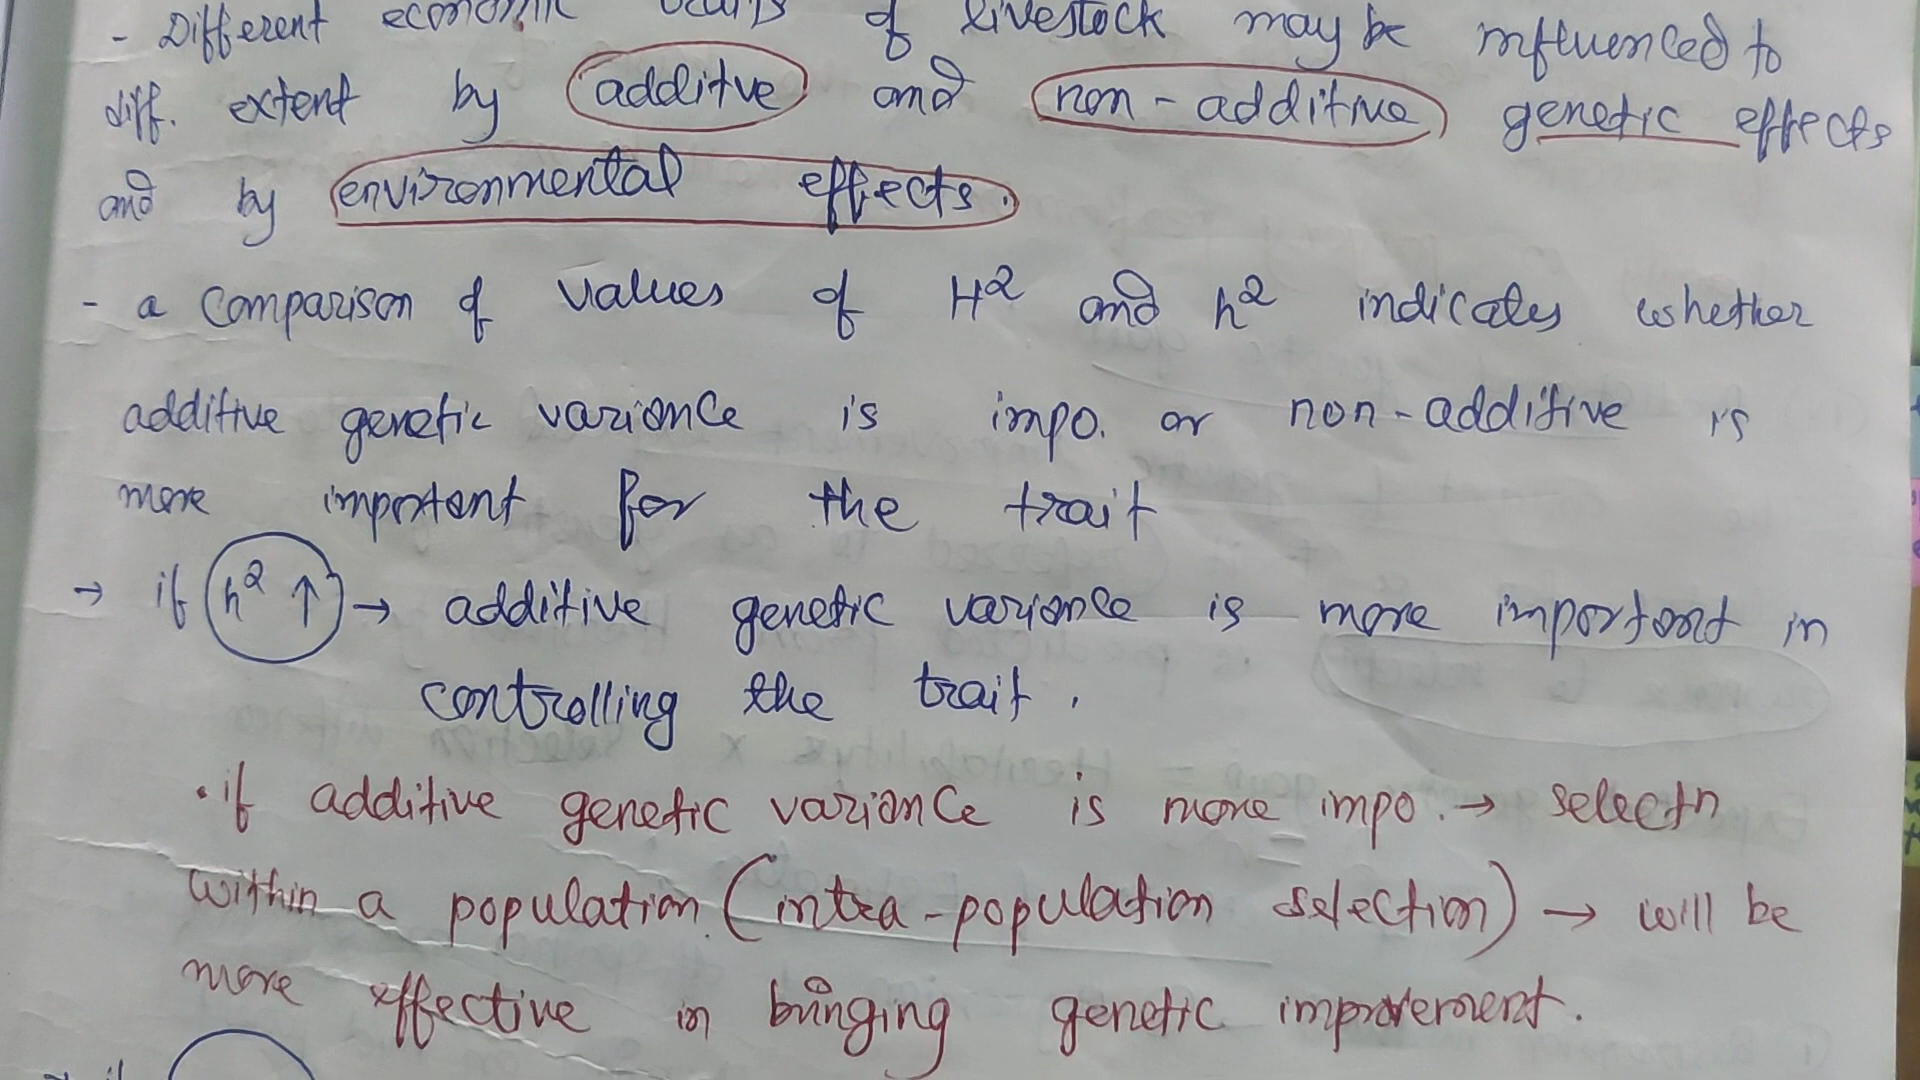 - Different economic traits of livestock may be influenced to
diff. extent by additve and non-additive genetic effects
and by environmental effects.
- a comparison of values of H² and h² indicates whether
additive genetic variance is impo. or non-additive is
more important for the trait
→ if h² ↑ → additive genetic variance is more important in
controlling the trait.
• if additive genetic variance is more impo. → selectn
within a population (intra-population selection) → will be
more effective in bringing genetic improvement.